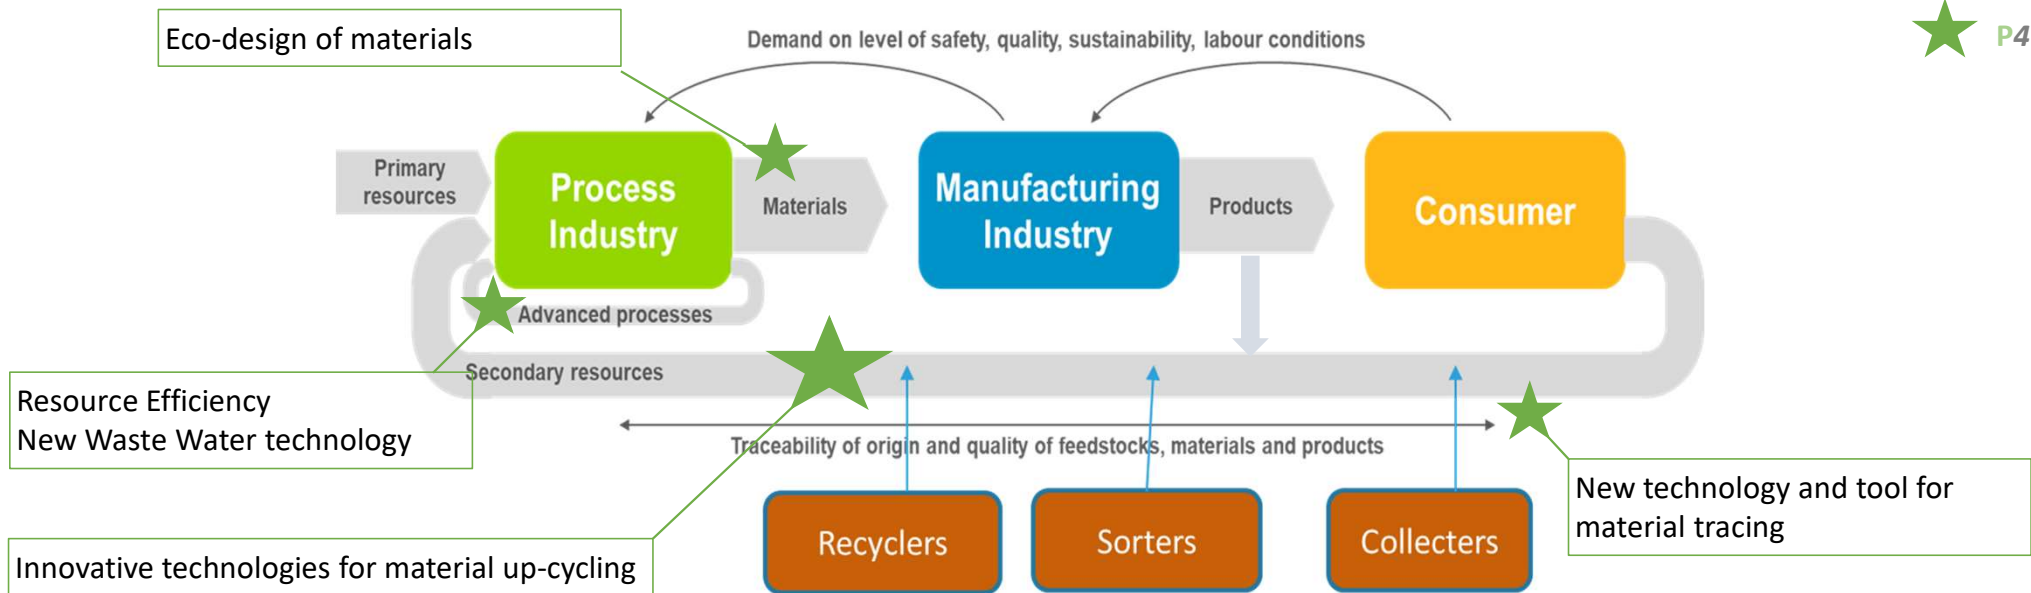 Eco-design of materials
Demand on level of safety, quality, sustainability, labour conditions
P4
Primary
resources
Process
Industry
Materials
Manufacturing
Industry
Products
Consumer
Advanced processes
Secondary resources
Resource Efficiency
New Waste Water technology
Traceability of origin and quality of feedstocks, materials and products
New technology and tool for
material tracing
Recyclers
Sorters
Collecters
Innovative technologies for material up-cycling